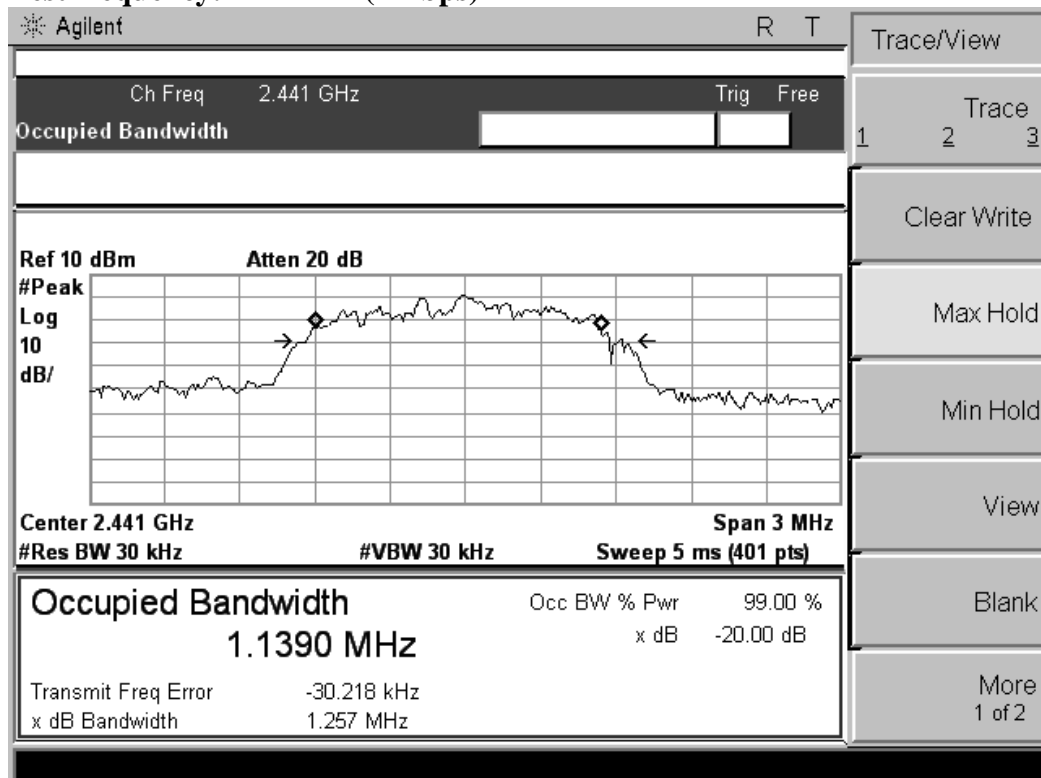 Agilent R T
Trace/View
Ch Freq 2.441 GHz Trig Free
Occupied Bandwidth
Trace
1 2 3
Clear Write
Ref 10 dBm Atten 20 dB
#Peak
Log
10
dB/
Max Hold
Min Hold
View
Center 2.441 GHz Span 3 MHz
#Res BW 30 kHz #VBW 30 kHz Sweep 5 ms (401 pts)
Occupied Bandwidth
1.1390 MHz
Occ BW % Pwr 99.00 %
x dB -20.00 dB
Transmit Freq Error -30.218 kHz
x dB Bandwidth 1.257 MHz
Blank
More
1 of 2